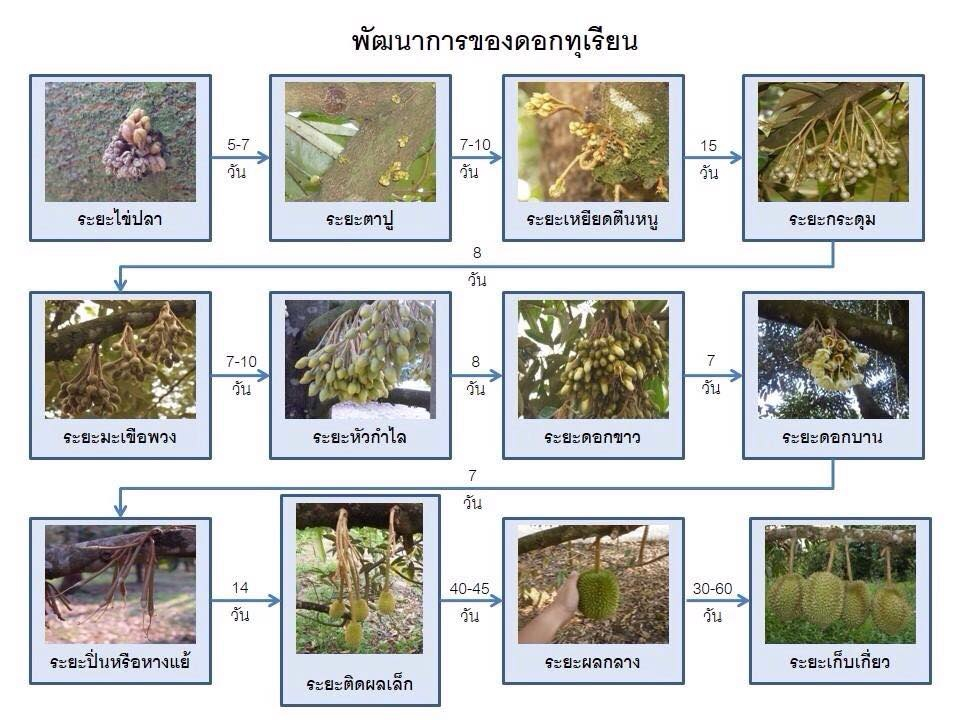 พัฒนาการของดอกทุเรียน
5-7
วัน
7-10
วัน
15
วัน
ระยะไข่ปลา
ระยะตาปู
ระยะเหยียดตีนหนู
ระยะกระดุม
8
วัน
7-10
วัน
8
วัน
7
วัน
ระยะมะเขือพวง
ระยะหัวกำไล
ระยะดอกขาว
ระยะดอกบาน
7
วัน
14
วัน
40-45
วัน
30-60
วัน
ระยะปิ่นหรือหางแย้
ระยะติดผลเล็ก
ระยะผลกลาง
ระยะเก็บเกี่ยว